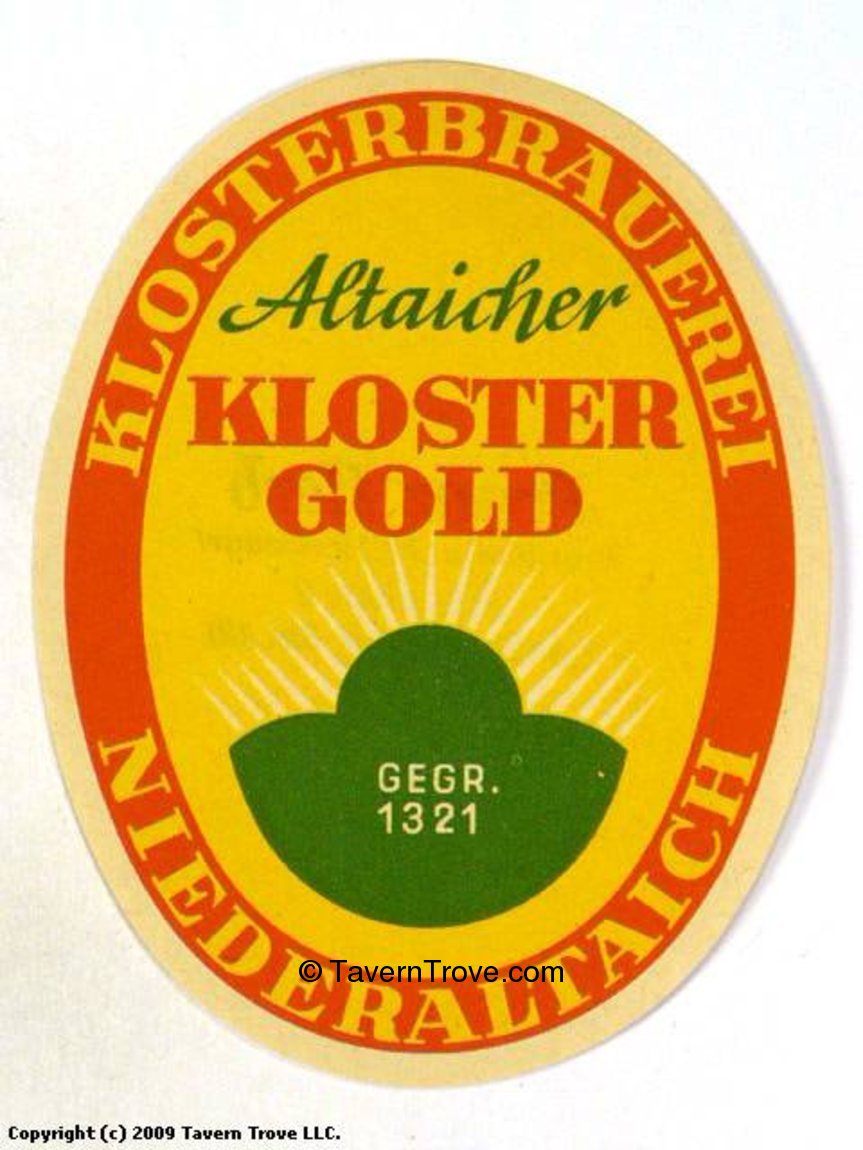 KLOSTERBRAUEREI
Altaicher
KLOSTER
GOLD
GEGR.
1321
NIEDERALTAICH
© TavernTrove.com
Copyright (c) 2009 Tavern Trove LLC.